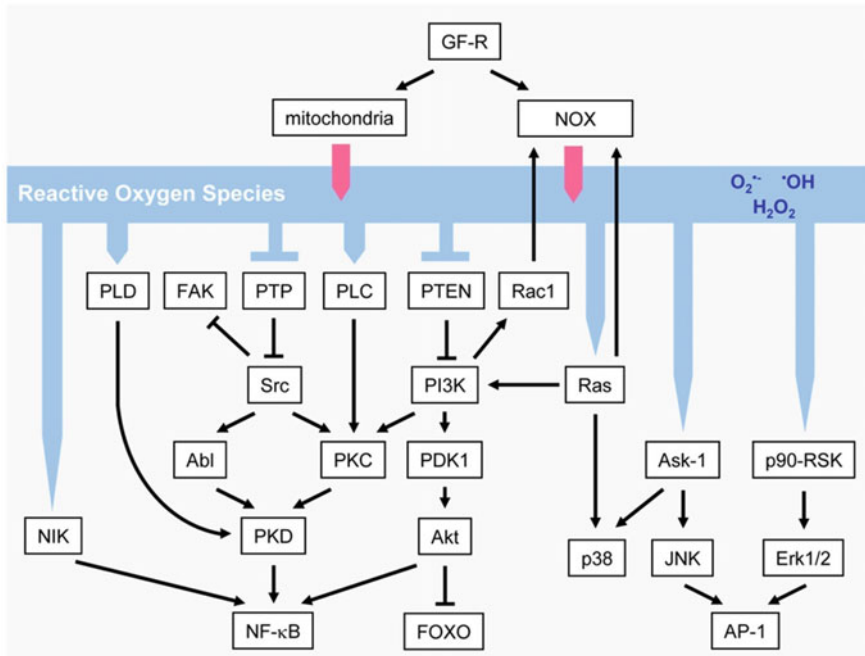 GF-R
mitochondria
NOX
Reactive Oxygen Species
O₂•- •OH
H₂O₂
PLD
FAK
PTP
PLC
PTEN
Rac1
Src
PI3K
Ras
Abl
PKC
PDK1
Ask-1
p90-RSK
NIK
PKD
Akt
p38
JNK
Erk1/2
NF-κB
FOXO
AP-1